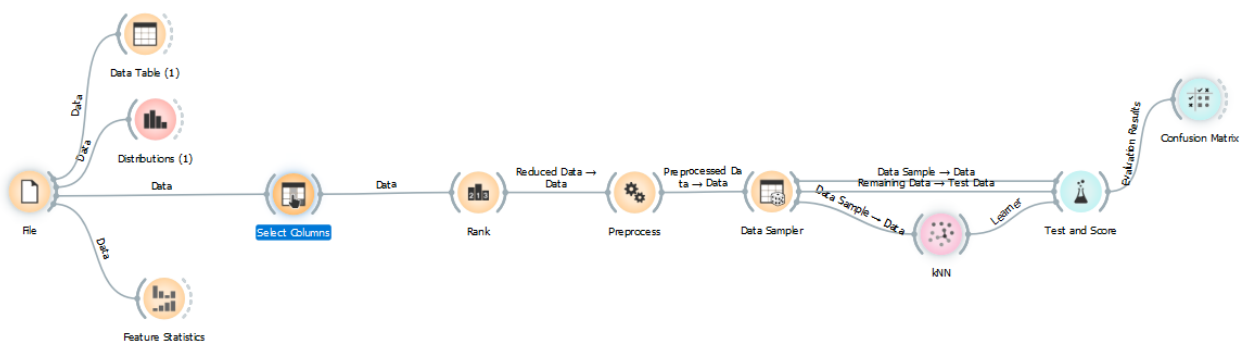 Data Table (1)
Data
Distributions (1)
Data
File
Data
Select Columns
Data
Rank
Reduced Data →
Data
Preprocess
Preprocessed Da
ta → Data
Data Sampler
Data Sample → Data
Remaining Data → Test Data
Data Sample → Data
kNN
Learner
Test and Score
Evaluation Results
Confusion Matrix
Data
Feature Statistics
213